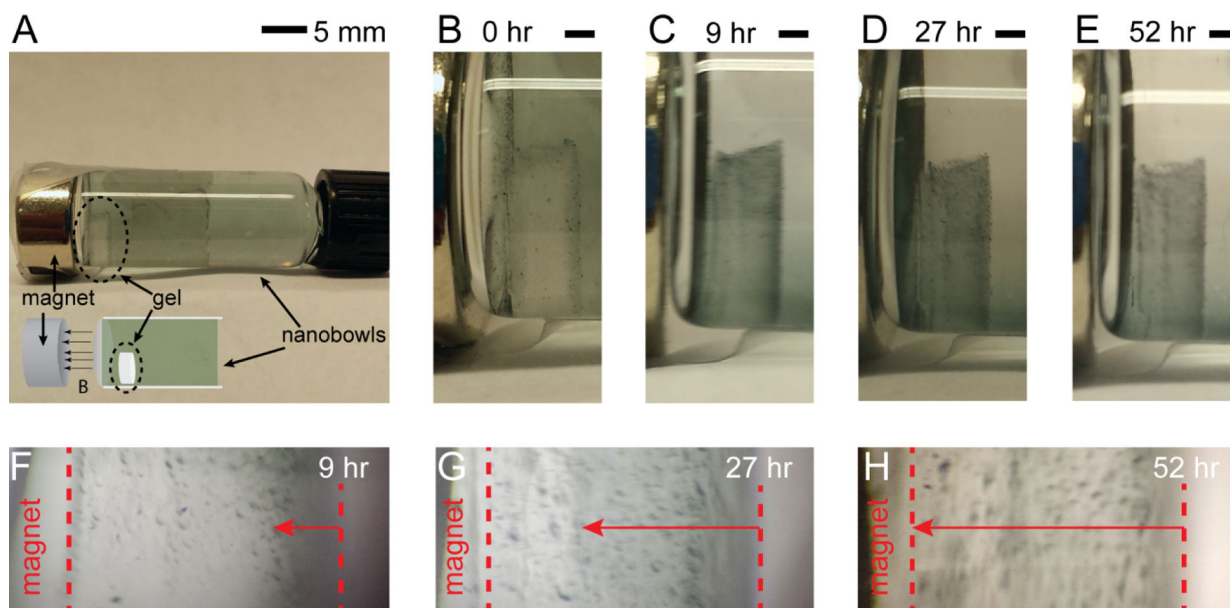 A
5 mm
magnet
gel
nanobowls
B
B 0 hr
C 9 hr
D 27 hr
E 52 hr
F 9 hr
magnet
G 27 hr
magnet
H 52 hr
magnet